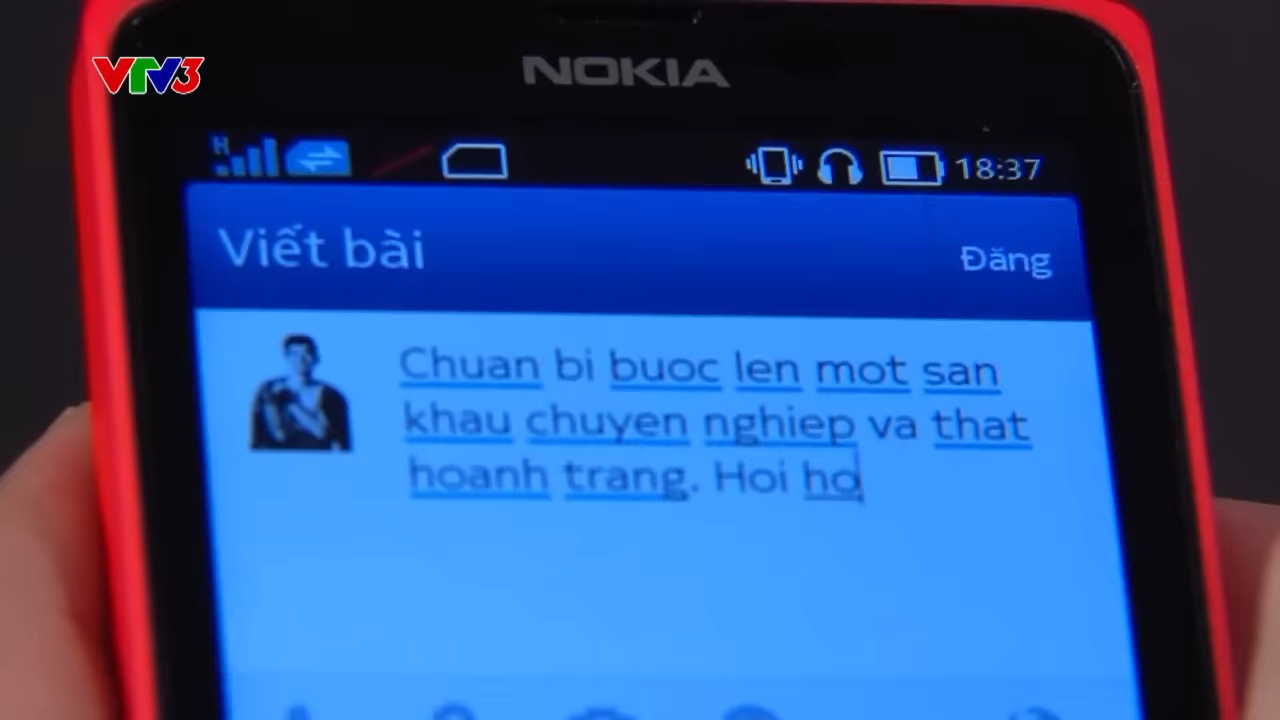 VTV3
NOKIA
H 18:37
Viết bài Đăng
Chuan bi buoc len mot san
khau chuyen nghiep va that
hoanh trang. Hoi ho